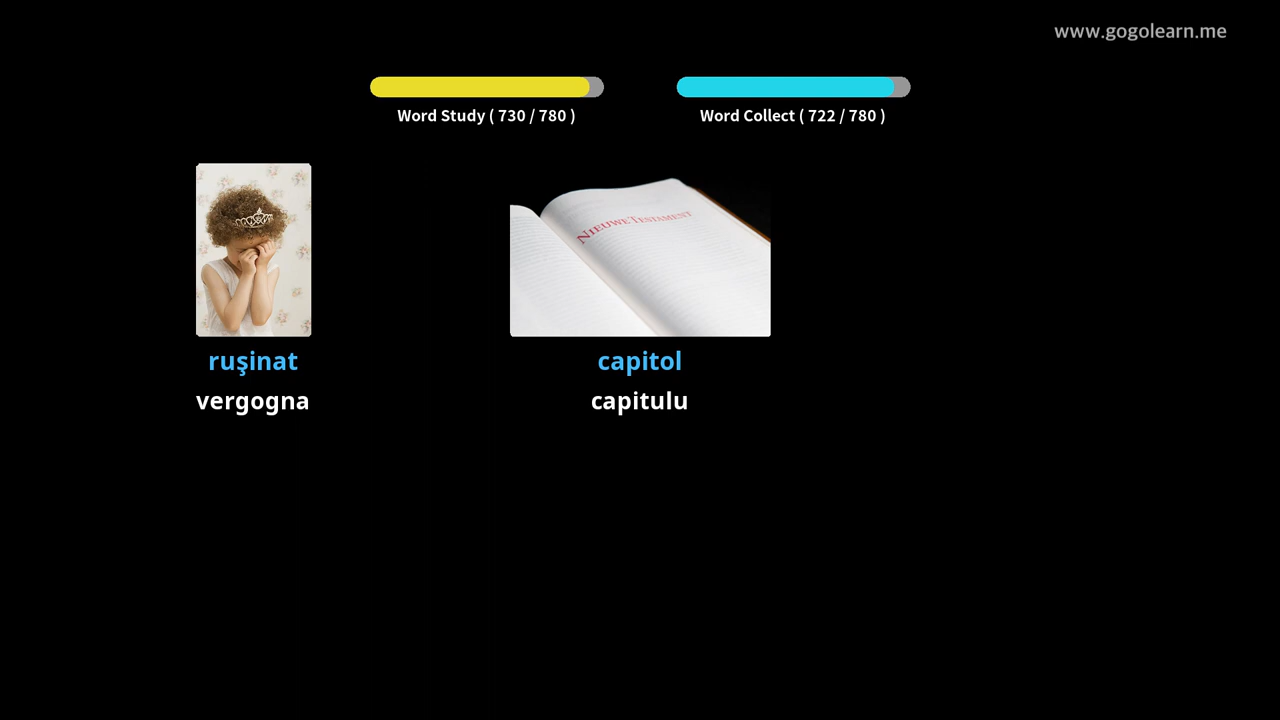 www.gogolearn.me
Word Study ( 730 / 780 )
Word Collect ( 722 / 780 )
NIEUWE TESTAMENT
ruşinat
capitol
vergogna
capitulu